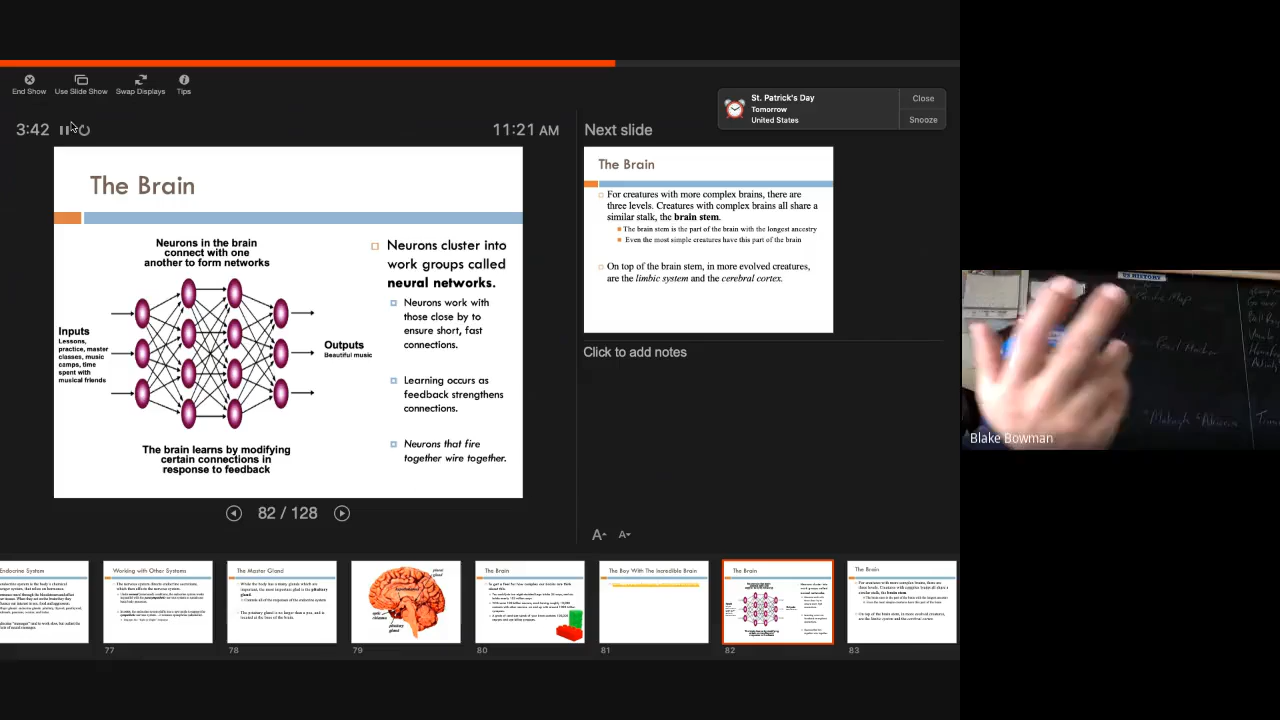 End Show
Use Slide Show
Swap Displays
Tips
St. Patrick's Day
Tomorrow
United States
Close
Snooze
3:42
11:21 AM
Next slide
The Brain
Neurons in the brain
connect with one
another to form networks
Inputs
Lessons,
practice, master
classes, music
camps, time
spent with
musical friends
Outputs
Beautiful music
The brain learns by modifying
certain connections in
response to feedback
Neurons cluster into
work groups called
neural networks.
Neurons work with
those close by to
ensure short, fast
connections.
Learning occurs as
feedback strengthens
connections.
Neurons that fire
together wire together.
82 / 128
The Brain
For creatures with more complex brains, there are
three levels. Creatures with complex brains all share a
similar stalk, the brain stem.
The brain stem is the part of the brain with the longest ancestry
Even the most simple creatures have this part of the brain
On top of the brain stem, in more evolved creatures,
are the limbic system and the cerebral cortex.
Click to add notes
A A
US HISTORY
Blake Bowman
Endocrine System
Working with Other Systems
The Master Gland
The Brain
The Boy With The Incredible Brain
The Brain
The Brain
77
78
79
80
81
82
83